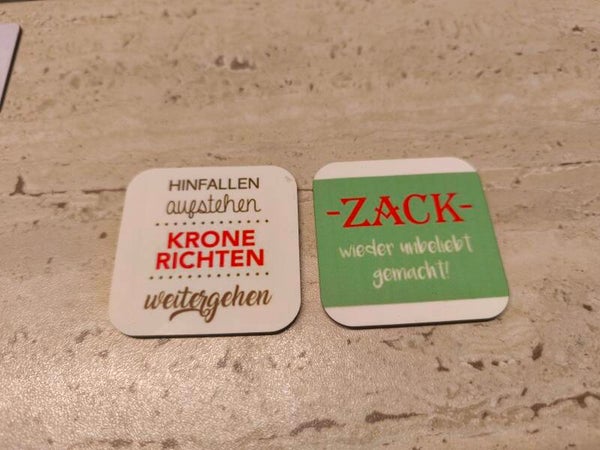 HINFALLEN
aufstehen
KRONE
RICHTEN
weitergehen
-ZACK-
wieder unbeliebt
gemacht!